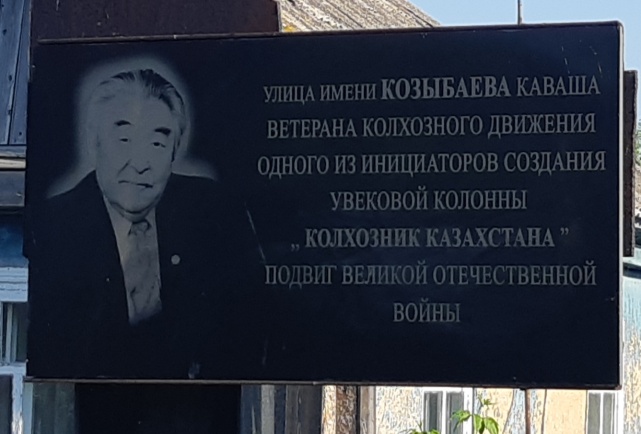 УЛИЦА ИМЕНИ КОЗЫБАЕВА КАВАША
ВЕТЕРАНА КОЛХОЗНОГО ДВИЖЕНИЯ
ОДНОГО ИЗ ИНИЦИАТОРОВ СОЗДАНИЯ
УВЕКОВОЙ КОЛОННЫ
„ КОЛХОЗНИК КАЗАХСТАНА ”
ПОДВИГ ВЕЛИКОЙ ОТЕЧЕСТВЕННОЙ
ВОЙНЫ